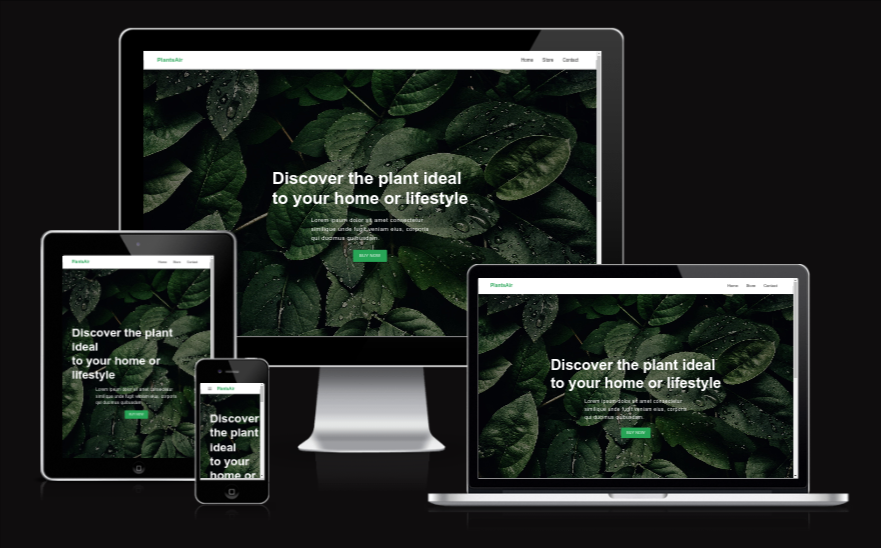 PlantsAir
Home Store Contact
Discover the plant ideal
to your home or lifestyle
Lorem ipsum dolor sit amet consectetur
similique unde fugit veniam eius, corporis
qui ducimus quibusdam.
BUY NOW
PlantsAir
Home Store Contact
Discover the plant
ideal
to your home or
lifestyle
Lorem ipsum dolor sit amet consectetur
similique unde fugit veniam eius, corporis
qui ducimus quibusdam.
BUY NOW
PlantsAir
Discover
the plant
ideal
to your
home or
PlantsAir
Home Store Contact
Discover the plant ideal
to your home or lifestyle
Lorem ipsum dolor sit amet consectetur
similique unde fugit veniam eius, corporis
qui ducimus quibusdam.
BUY NOW